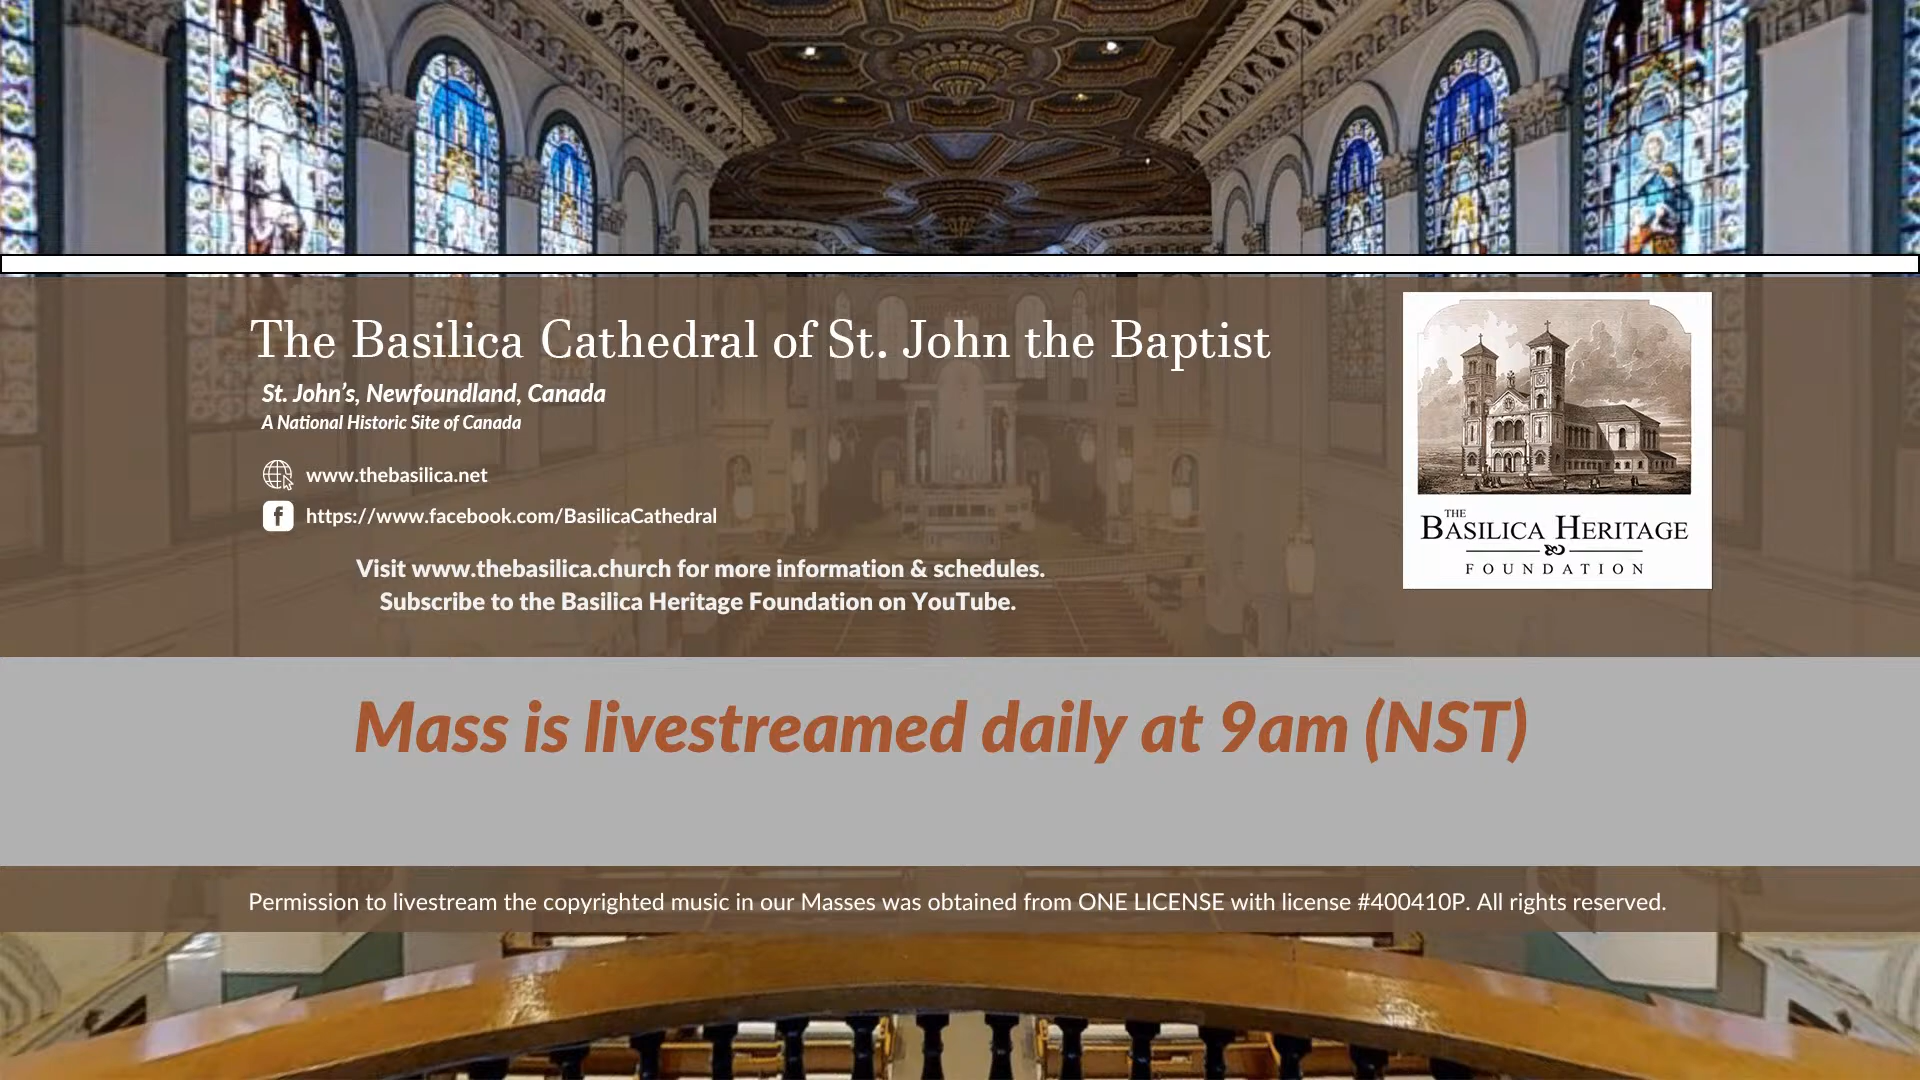 The Basilica Cathedral of St. John the Baptist
St. John’s, Newfoundland, Canada
A National Historic Site of Canada
www.thebasilica.net
https://www.facebook.com/BasilicaCathedral
Visit www.thebasilica.church for more information & schedules.
Subscribe to the Basilica Heritage Foundation on YouTube.
THE
BASILICA HERITAGE
FOUNDATION
Mass is livestreamed daily at 9am (NST)
Permission to livestream the copyrighted music in our Masses was obtained from ONE LICENSE with license #400410P. All rights reserved.